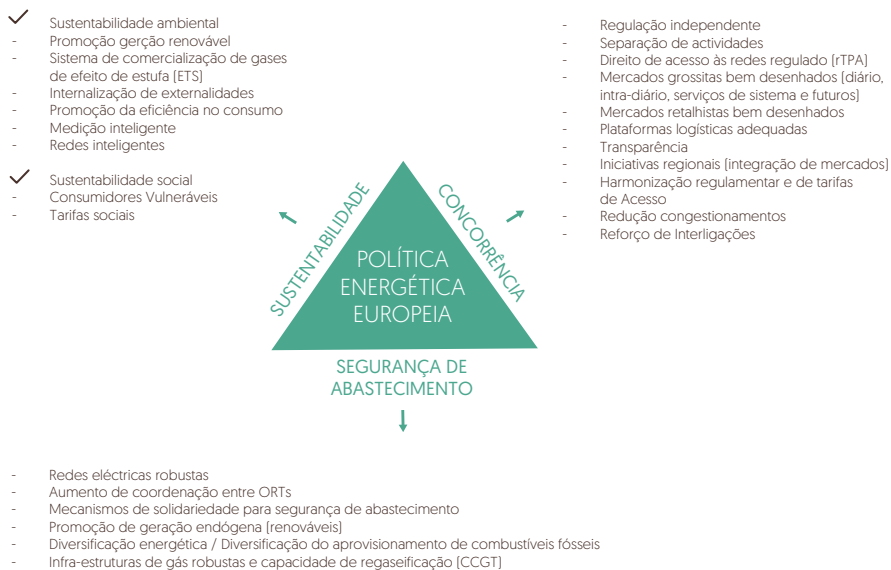 ✓ Sustentabilidade ambiental
- Promoção gerção renovável
- Sistema de comercialização de gases
de efeito de estufa (ETS)
- Internalização de externalidades
- Promoção da eficiência no consumo
- Medição inteligente
- Redes inteligentes
✓ Sustentabilidade social
- Consumidores Vulneráveis
- Tarifas sociais
- Regulação independente
- Separação de actividades
- Direito de acesso às redes regulado (rTPA)
- Mercados grossitas bem desenhados (diário,
intra-diário, serviços de sistema e futuros)
- Mercados retalhistas bem desenhados
- Plataformas logísticas adequadas
- Transparência
- Iniciativas regionais (integração de mercados)
- Harmonização regulamentar e de tarifas
de Acesso
- Redução congestionamentos
- Reforço de Interligações
SUSTENTABILIDADE
CONCORRÊNCIA
POLÍTICA
ENERGÉTICA
EUROPEIA
SEGURANÇA DE
ABASTECIMENTO
- Redes eléctricas robustas
- Aumento de coordenação entre ORTs
- Mecanismos de solidariedade para segurança de abastecimento
- Promoção de geração endógena (renováveis)
- Diversificação energética / Diversificação do aprovisionamento de combustíveis fósseis
- Infra-estruturas de gás robustas e capacidade de regaseificação (CCGT)